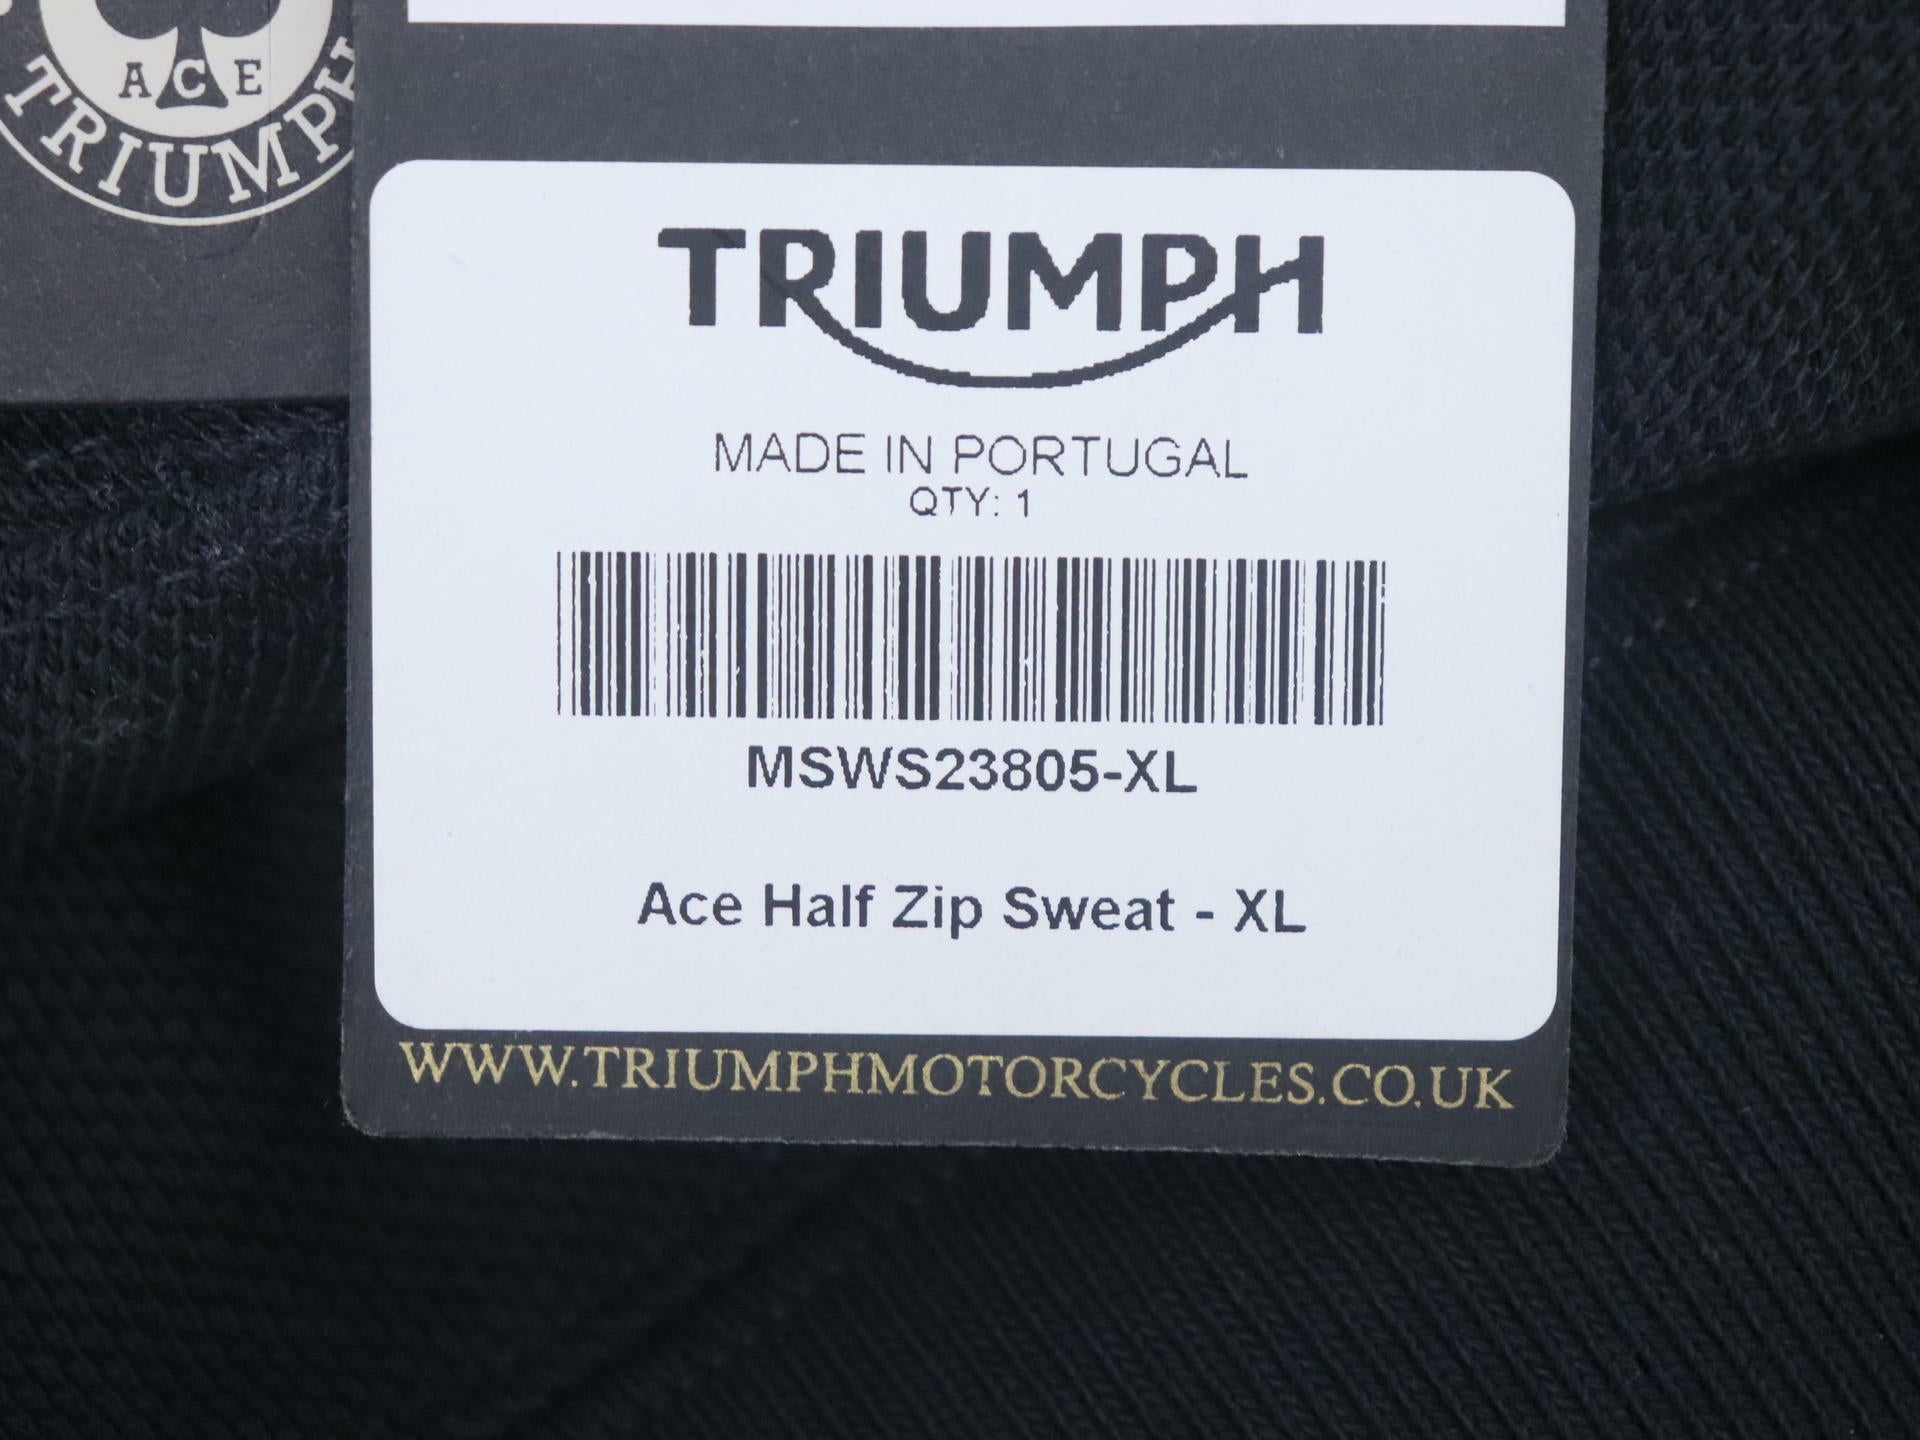 ACE
TRIUMPH
TRIUMPH
MADE IN PORTUGAL
QTY: 1
MSWS23805-XL
Ace Half Zip Sweat - XL
WWW.TRIUMPHMOTORCYCLES.CO.UK